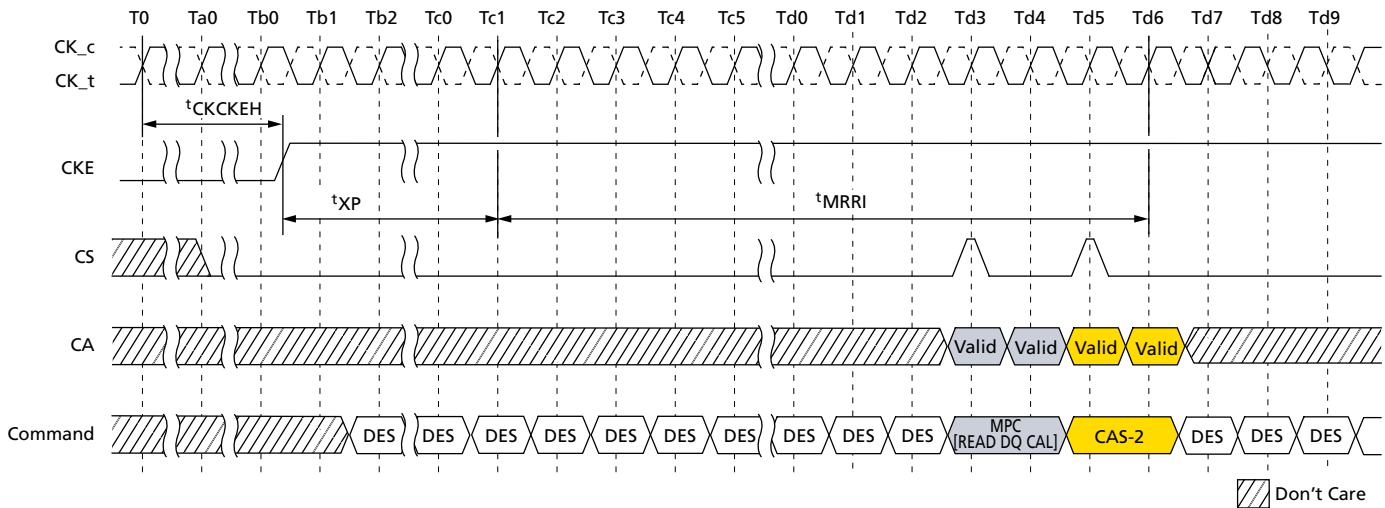 T0 Ta0 Tb0 Tb1 Tb2 Tc0 Tc1 Tc2 Tc3 Tc4 Tc5 Td0 Td1 Td2 Td3 Td4 Td5 Td6 Td7 Td8 Td9
CK_c
CK_t
tCKCKEH
CKE
tXP tMRRI
CS
CA Valid Valid Valid Valid
Command DES DES DES DES DES DES DES DES DES DES MPC [READ DQ CAL] CAS-2 DES DES DES
Don't Care